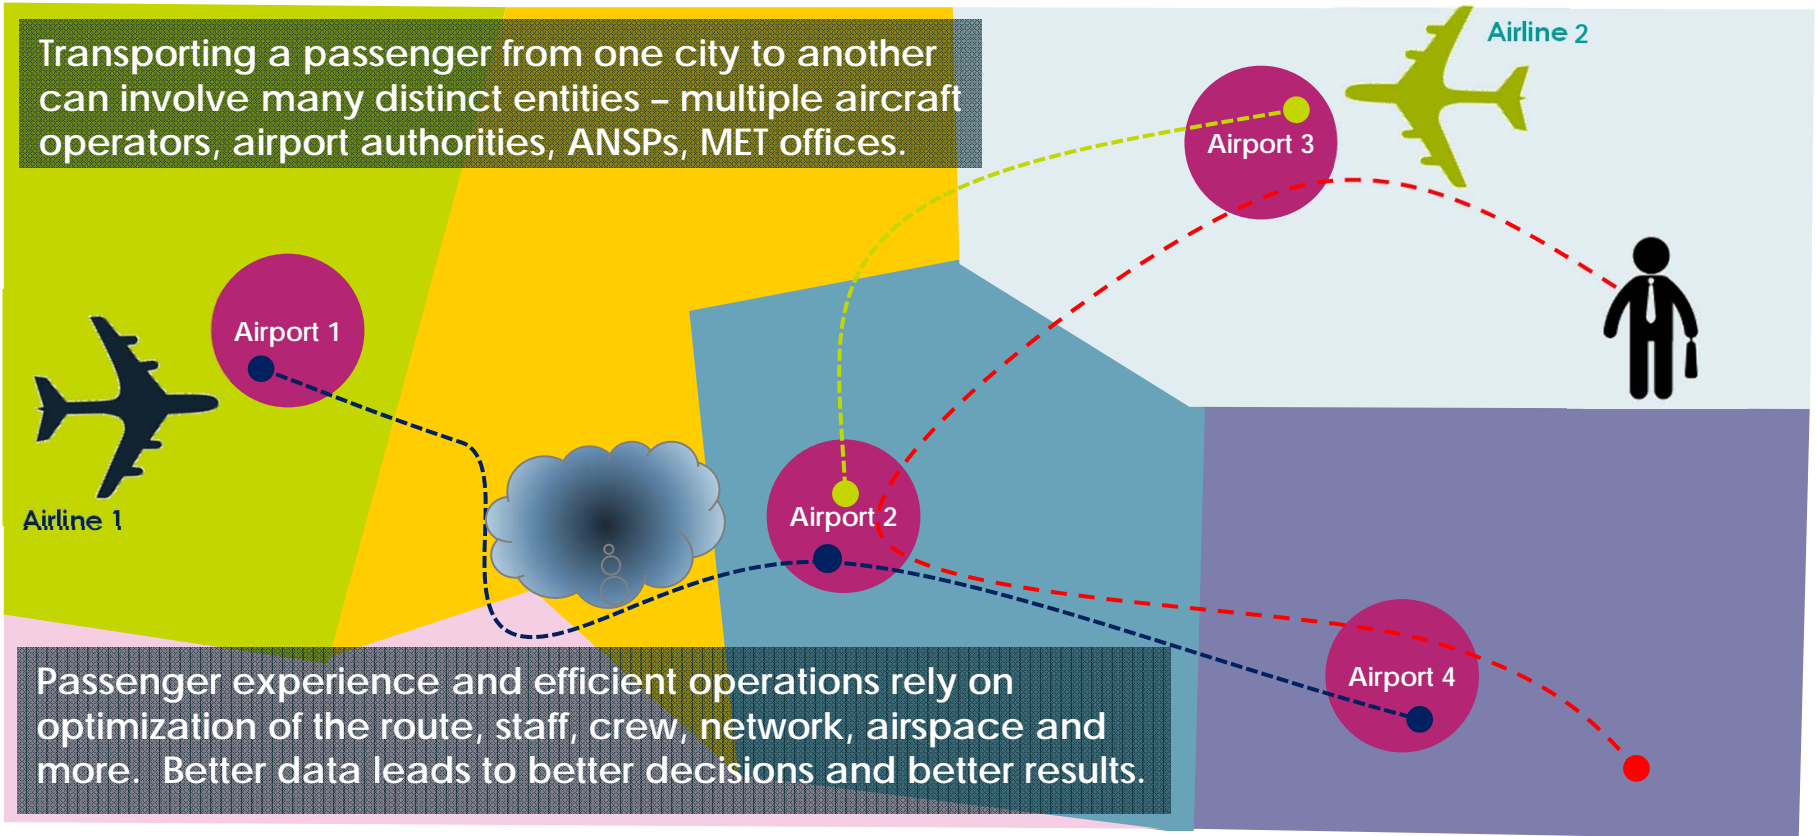 Transporting a passenger from one city to another
can involve many distinct entities – multiple aircraft
operators, airport authorities, ANSPs, MET offices.
Airline 2
Airport 3
Airport 1
Airline 1
Airport 2
Airport 4
Passenger experience and efficient operations rely on
optimization of the route, staff, crew, network, airspace and
more.  Better data leads to better decisions and better results.